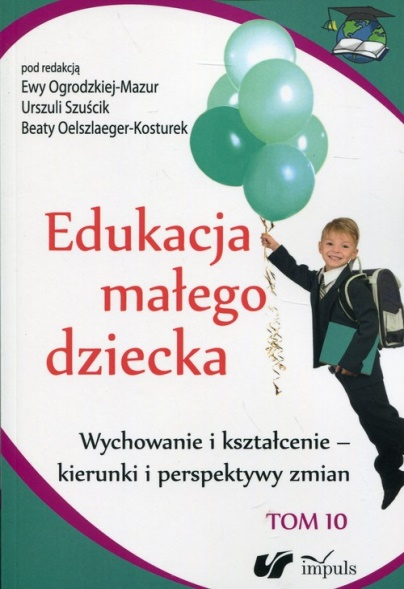 pod redakcją
Ewy Ogrodzkiej-Mazur
Urszuli Szuścik
Beaty Oelszlaeger-Kosturek
Edukacja
małego
dziecka
Wychowanie i kształcenie –
kierunki i perspektywy zmian
TOM 10
impuls